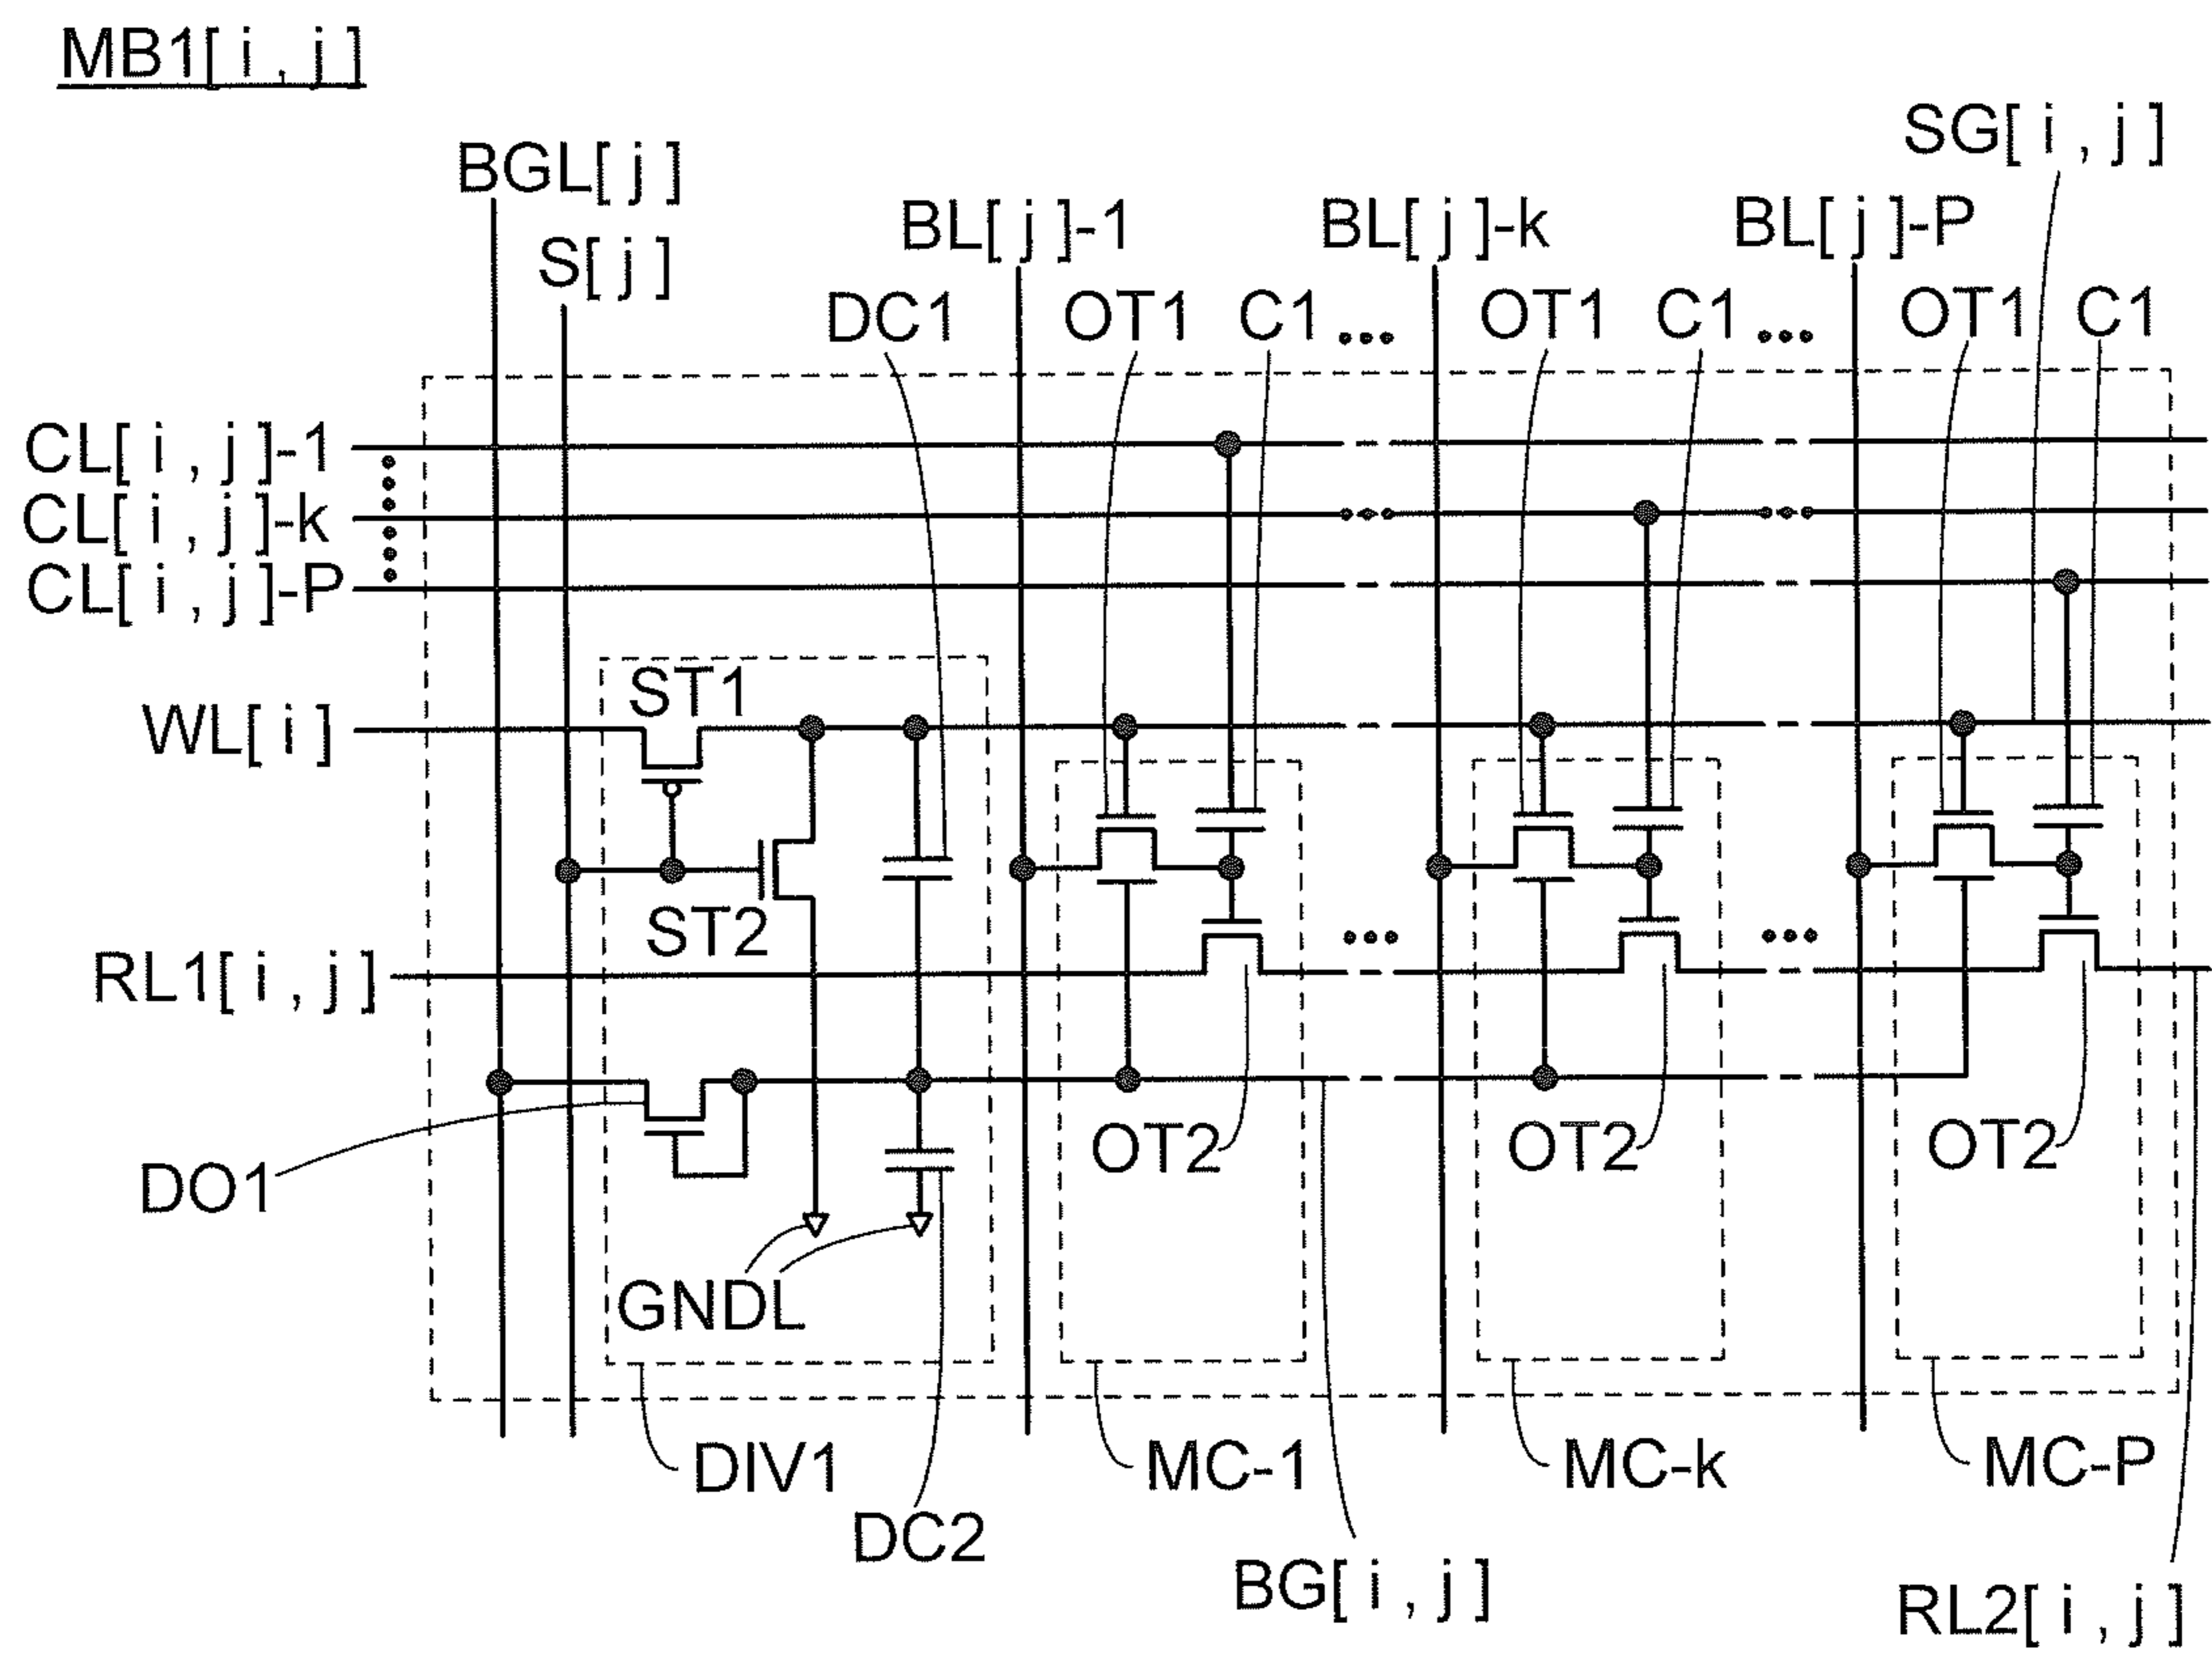 MB1[ i , j ]
SG[ i , j ]
BGL[ j ]
BL[ j ]-1
BL[ j ]-k
BL[ j ]-P
S[ j ]
DC1
OT1
C1
OT1
C1
OT1
C1
CL[ i , j ]-1
CL[ i , j ]-k
CL[ i , j ]-P
ST1
WL[ i ]
ST2
RL1[ i , j ]
OT2
OT2
OT2
DO1
GNDL
DIV1
MC-1
MC-k
MC-P
DC2
BG[ i , j ]
RL2[ i , j ]